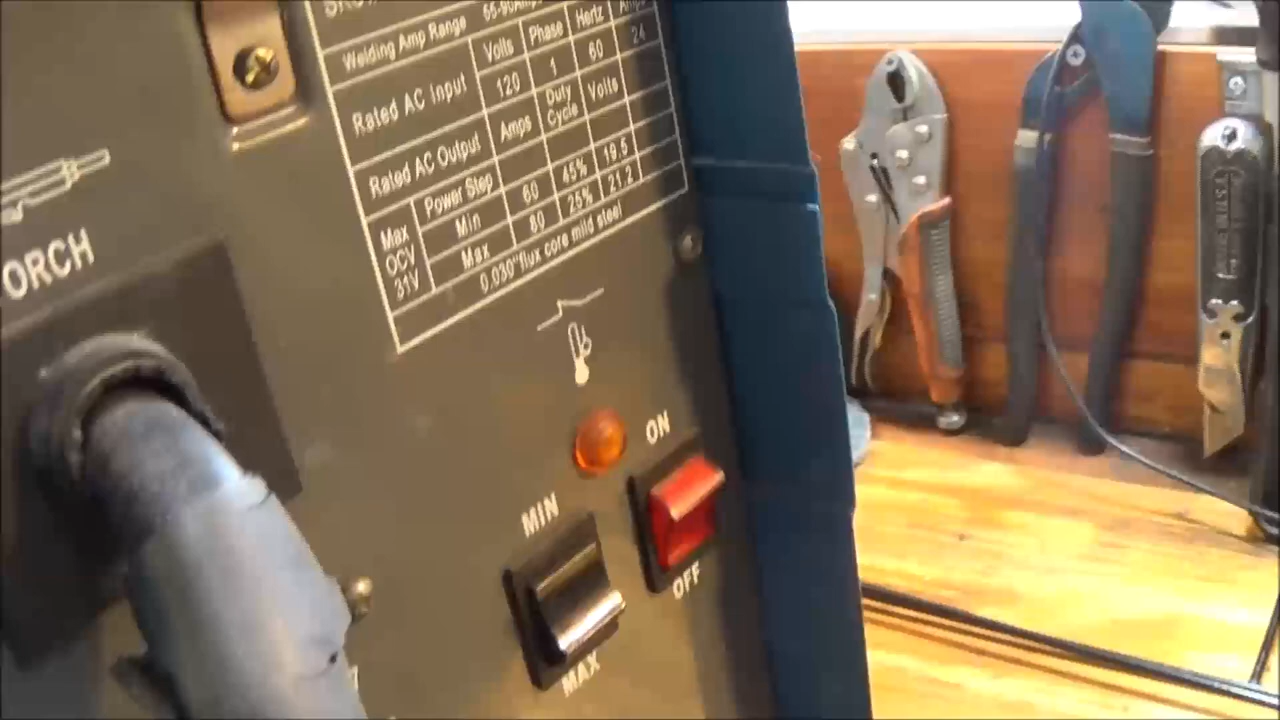 Welding Amp Range
Rated AC Input Volts Phase Hertz
120 1 60 24
Rated AC Output Amps Duty Cycle Volts
Max OCV 31V Power Step
Min 60 45% 19.5
Max 80 25% 21.2
0.030" flux core mild steel
ORCH
ON
OFF
MIN
MAX